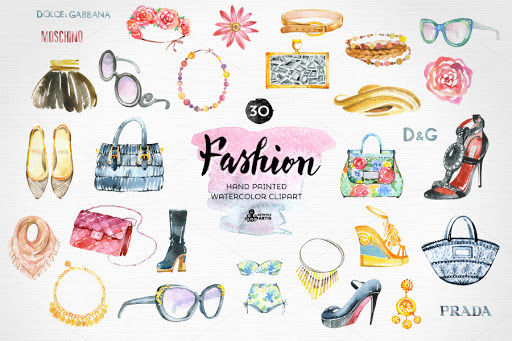 DOLCE & GABBANA
MOSCHINO
30
Fashion
HAND PAINTED
WATERCOLOR CLIPART
D&G
PRADA